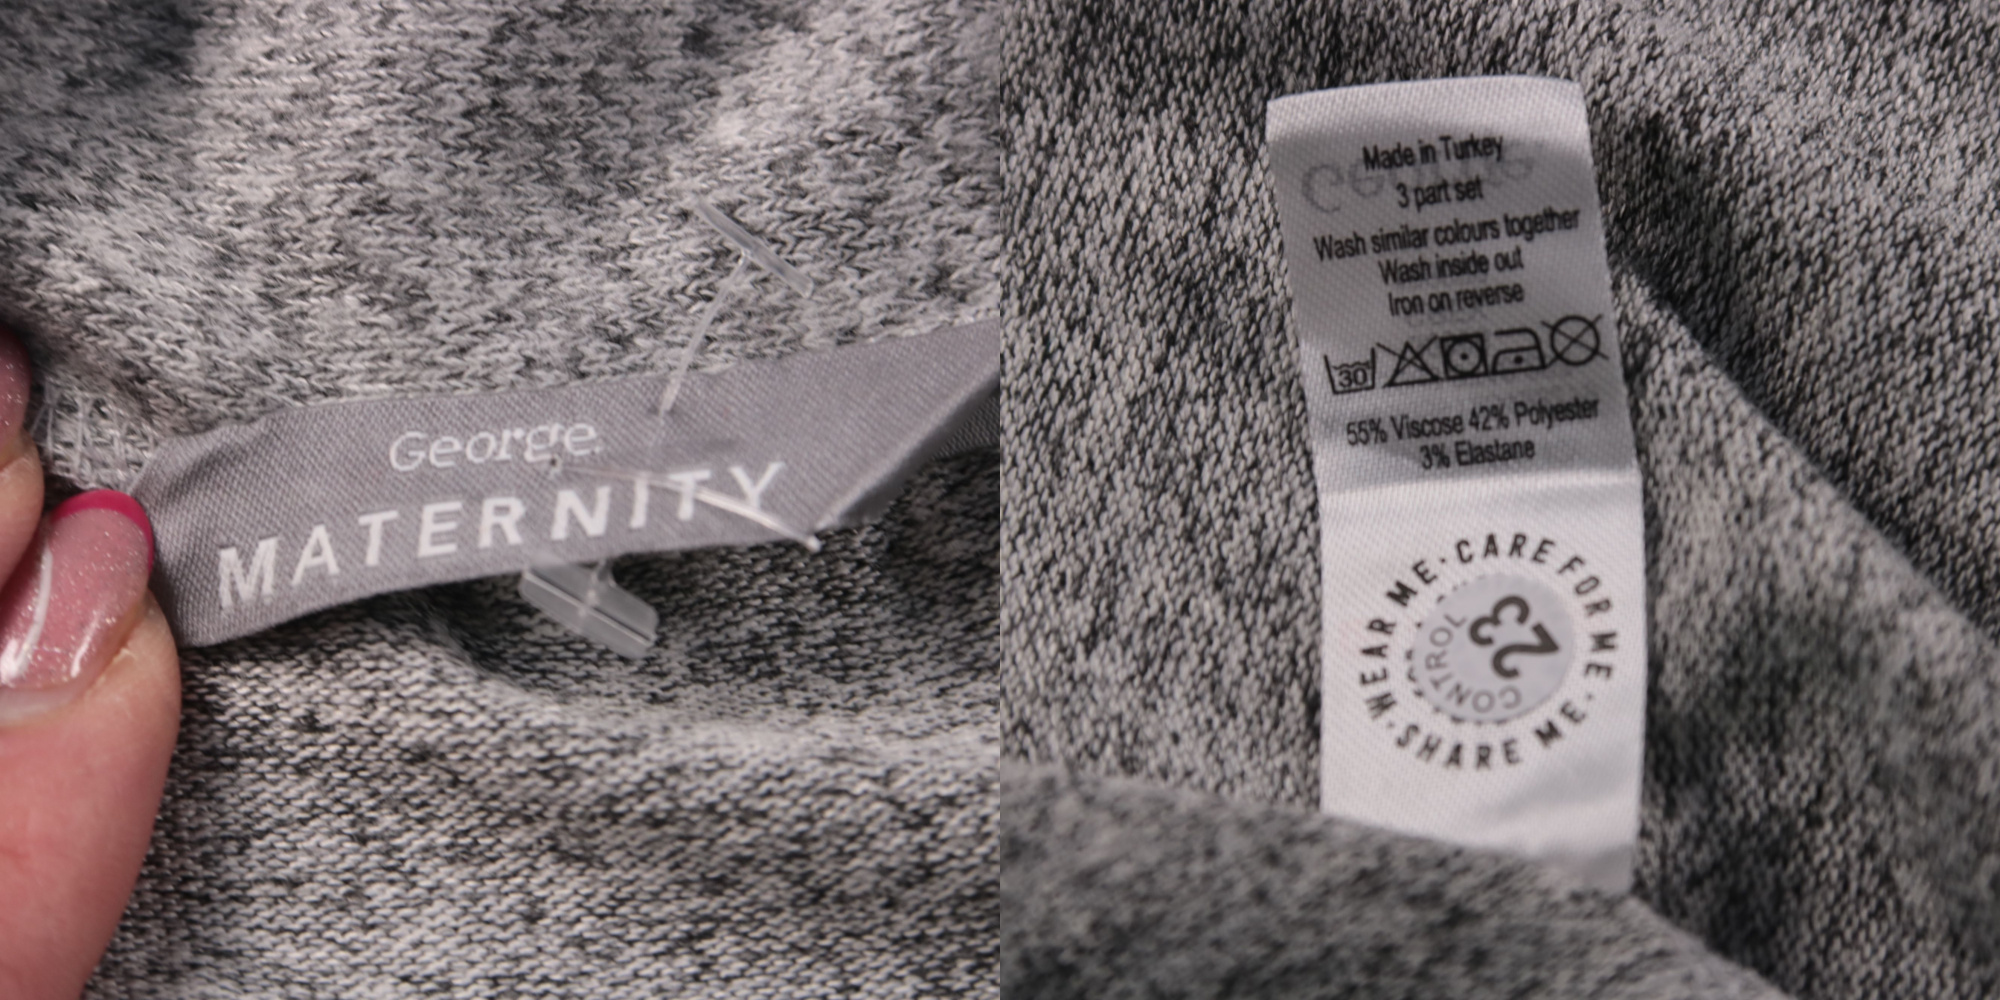 George
MATERNITY
Made in Turkey
3 part set
Wash similar colours together
Wash inside out
Iron on reverse
30
55% Viscose 42% Polyester
3% Elastane
WEAR ME · CARE FOR ME · SHARE ME ·
CONTROL
23